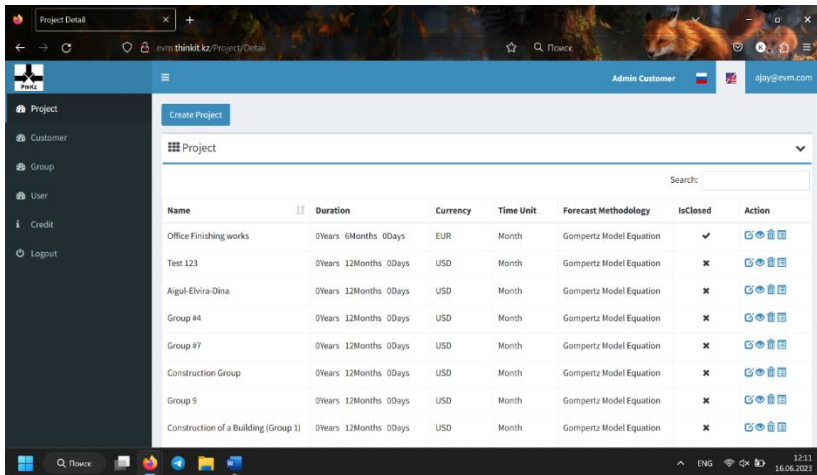 Project Detail
evm.thinkit.kz/Project/Detail
Поиск
PmKz
Admin Customer
ajay@evm.com
Project
Customer
Group
User
Credit
Logout
Create Project
Project
Search:
Name Duration Currency Time Unit Forecast Methodology IsClosed Action
Office Finishing works 0Years 6Months 0Days EUR Month Gompertz Model Equation
Test 123 0Years 12Months 0Days USD Month Gompertz Model Equation
Aigul-Elvira-Dina 0Years 12Months 0Days USD Month Gompertz Model Equation
Group #4 0Years 12Months 0Days USD Month Gompertz Model Equation
Group #7 0Years 12Months 0Days USD Month Gompertz Model Equation
Construction Group 0Years 12Months 0Days USD Month Gompertz Model Equation
Group 9 0Years 12Months 0Days USD Month Gompertz Model Equation
Construction of a Building (Group 1) 0Years 12Months 0Days USD Month Gompertz Model Equation
Поиск
ENG
12:11
16.06.2023